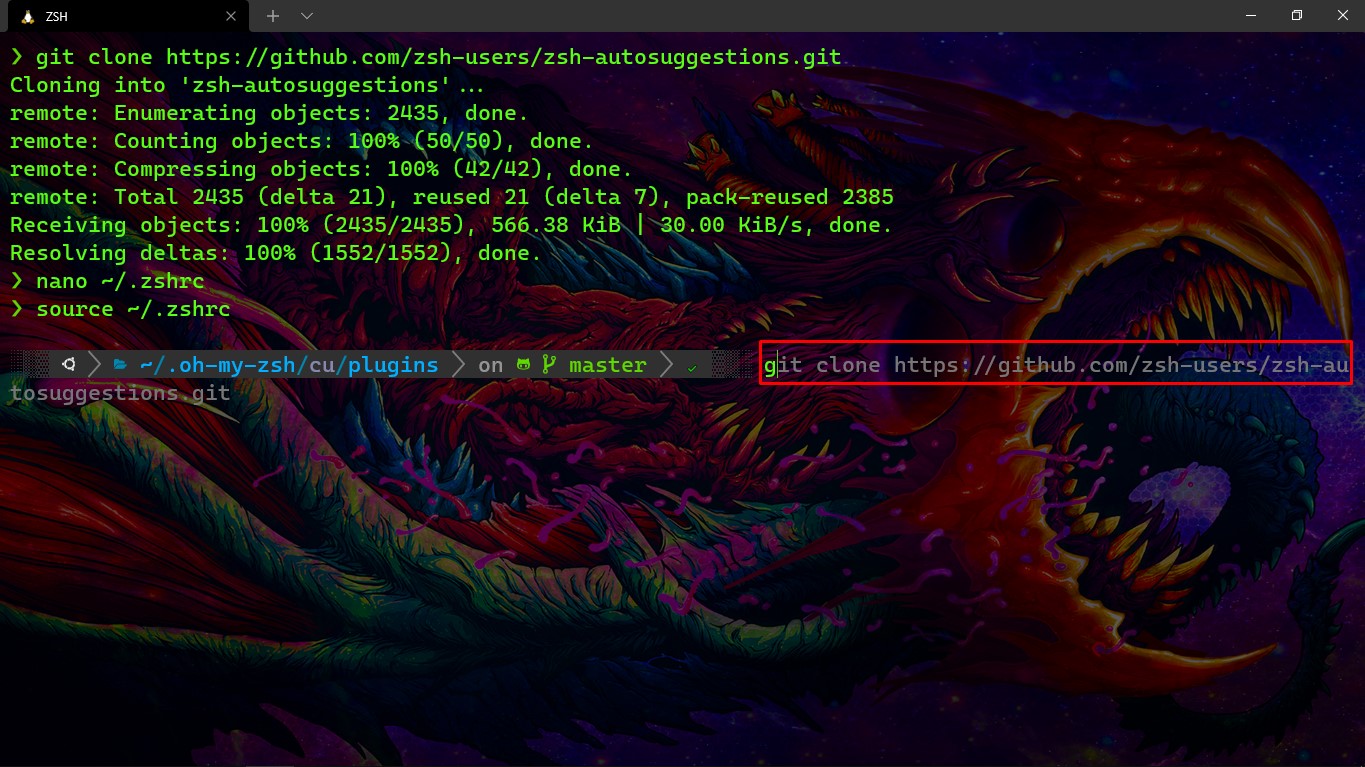 ZSH
❯ git clone https://github.com/zsh-users/zsh-autosuggestions.git
Cloning into 'zsh-autosuggestions'...
remote: Enumerating objects: 2435, done.
remote: Counting objects: 100% (50/50), done.
remote: Compressing objects: 100% (42/42), done.
remote: Total 2435 (delta 21), reused 21 (delta 7), pack-reused 2385
Receiving objects: 100% (2435/2435), 566.38 KiB | 30.00 KiB/s, done.
Resolving deltas: 100% (1552/1552), done.
❯ nano ~/.zshrc
❯ source ~/.zshrc
~/.oh-my-zsh/cu/plugins on master ✓ git clone https://github.com/zsh-users/zsh-au
tosuggestions.git